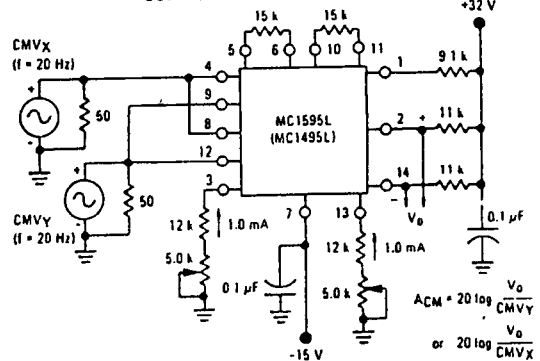 +32 V
15 k
15 k
CMVX
(f = 20 Hz)
5
6
10
11
4
1
9.1 k
9
50
8
MC1595L
(MC1495L)
2
+
11 k
12
14
11 k
3
–
VO
CMVY
(f = 20 Hz)
50
7
13
12 k
1.0 mA
12 k
1.0 mA
0.1 µF
5.0 k
0.1 µF
5.0 k
-15 V
ACM = 20 log VO
CMVY
or 20 log VO
CMVX